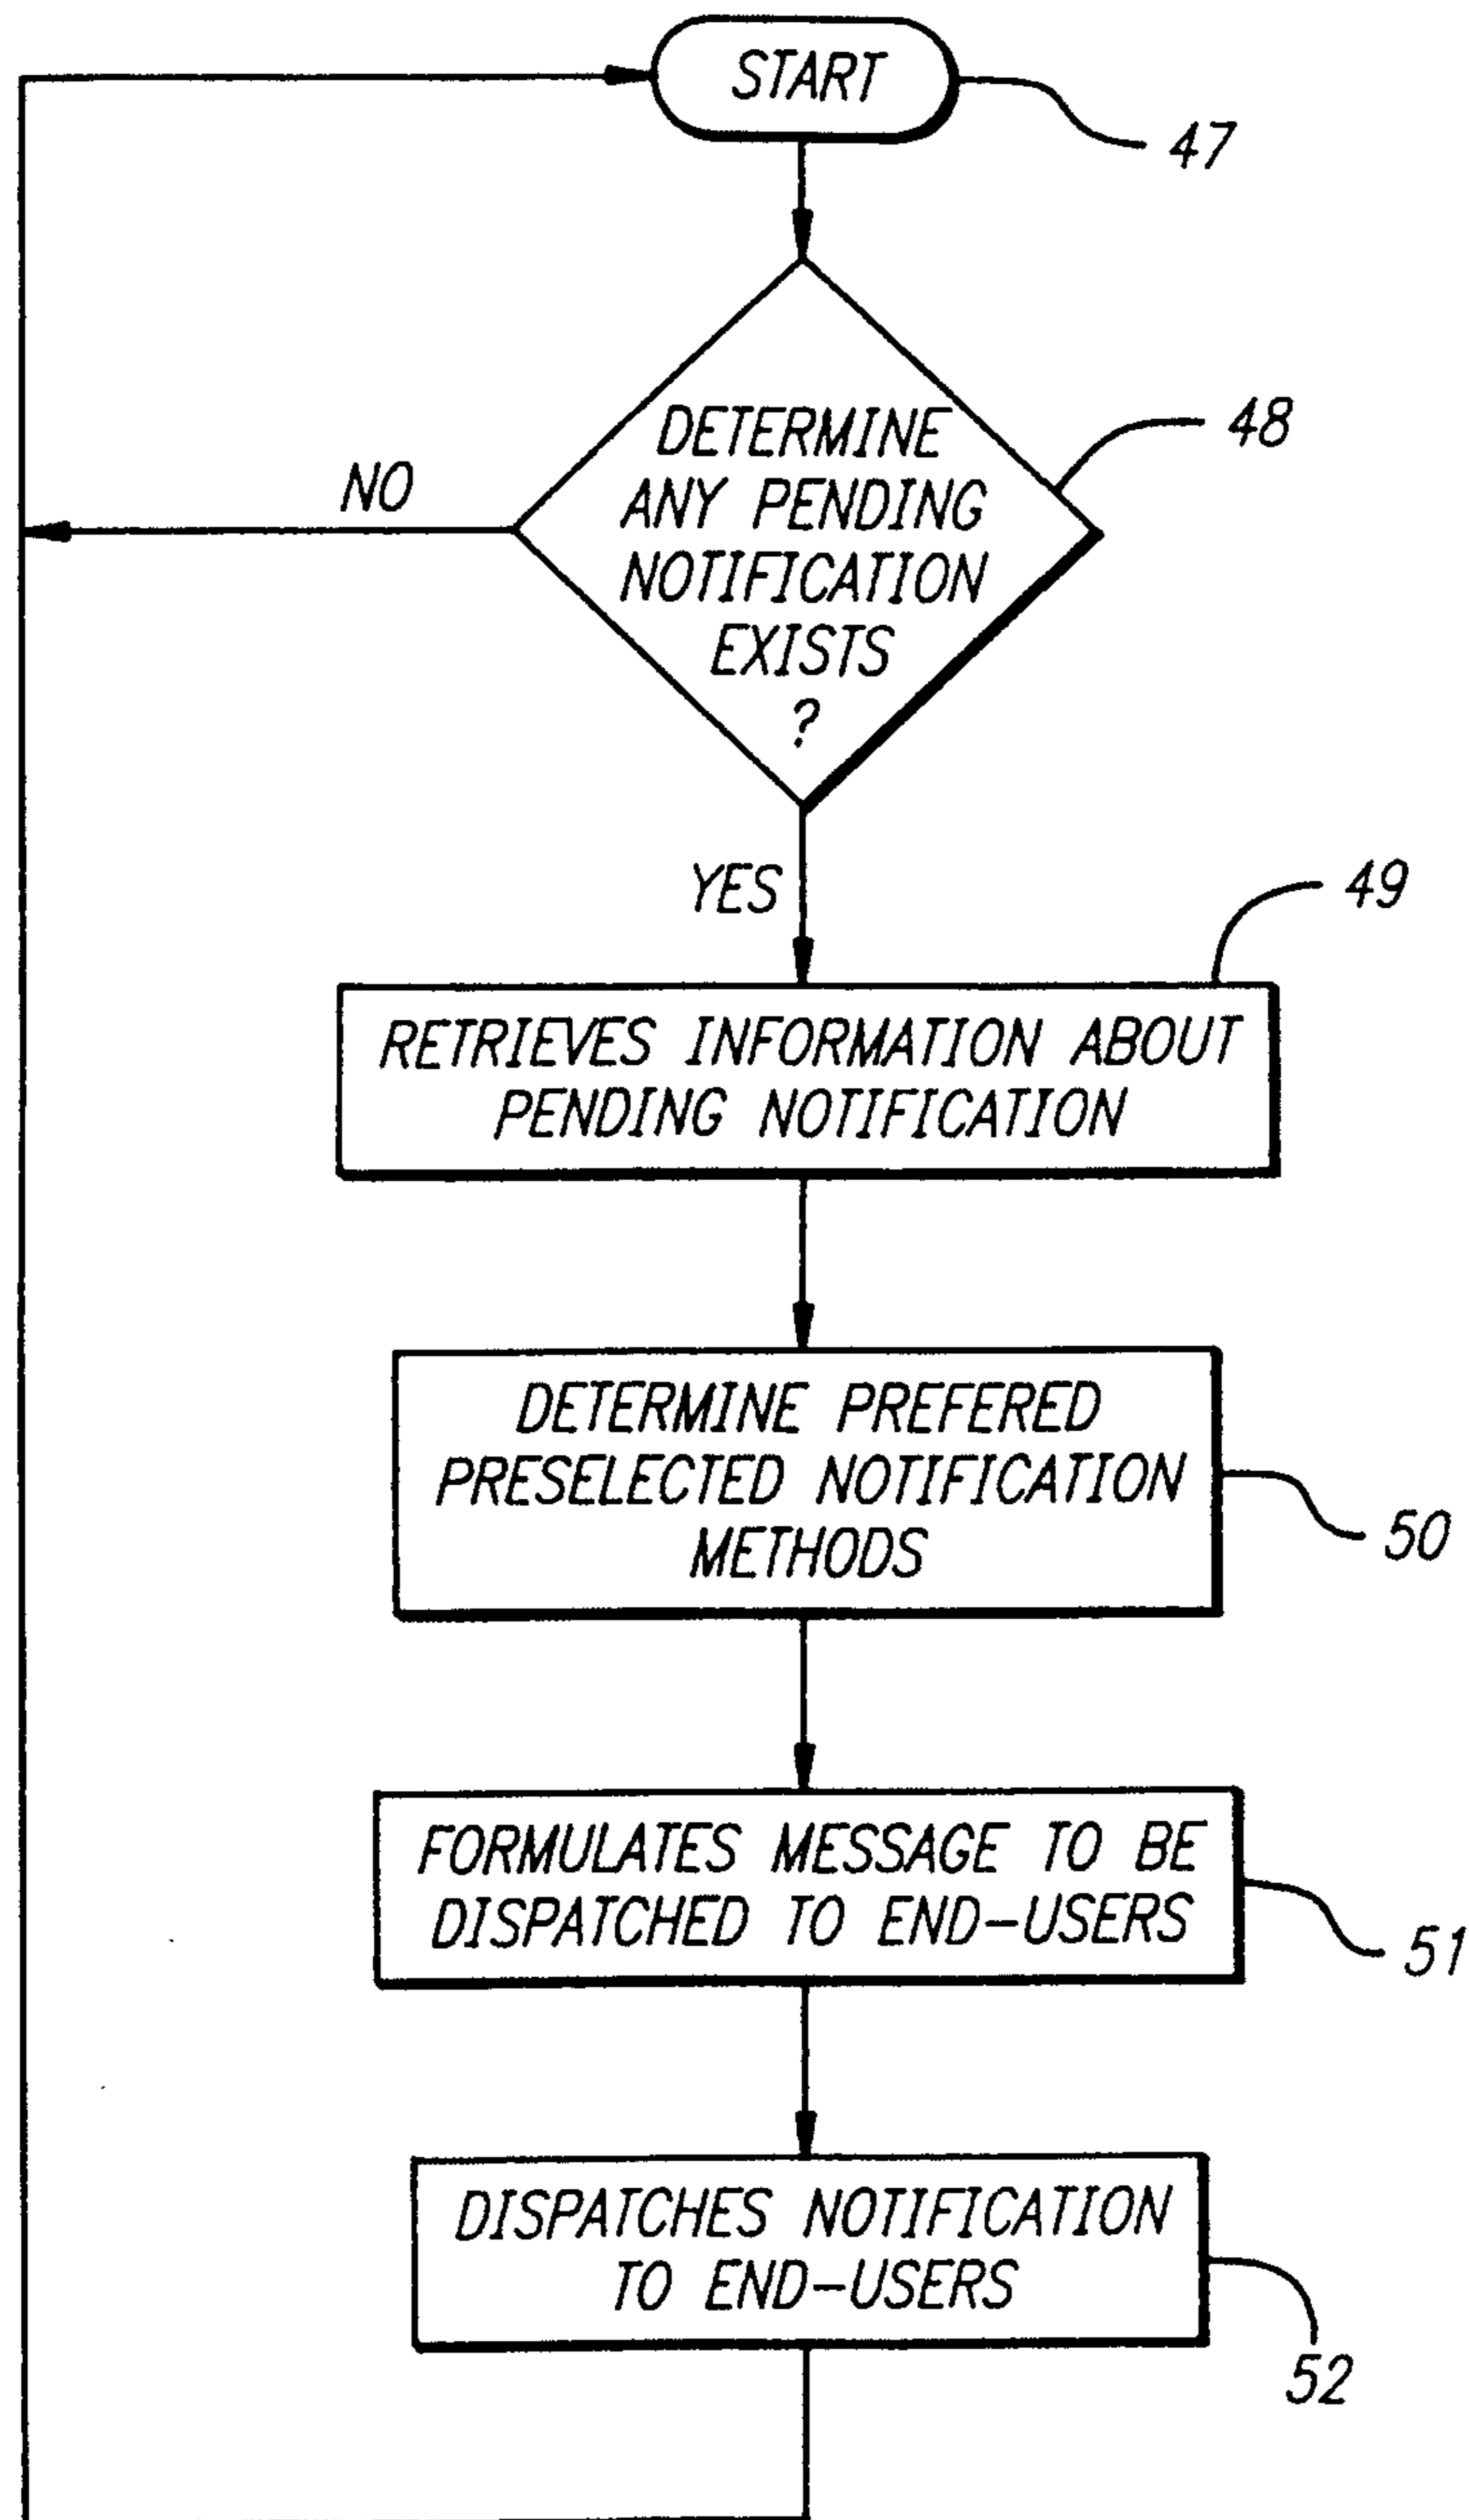 START
47
DETERMINE
ANY PENDING
NOTIFICATION
EXISTS
?
48
NO
YES
49
RETRIEVES INFORMATION ABOUT
PENDING NOTIFICATION
DETERMINE PREFERED
PRESELECTED NOTIFICATION
METHODS
50
FORMULATES MESSAGE TO BE
DISPATCHED TO END-USERS
51
DISPATCHES NOTIFICATION
TO END-USERS
52